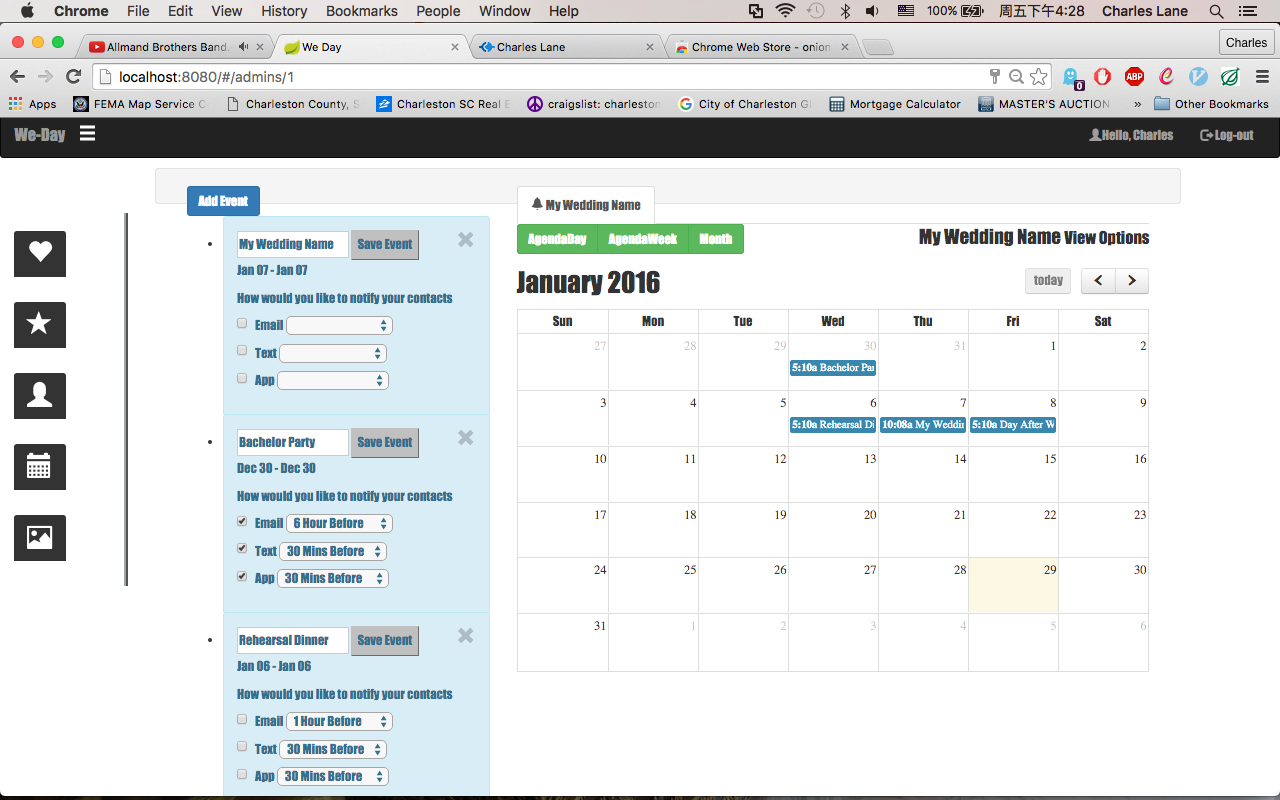 Chrome File Edit View History Bookmarks People Window Help 100% 周五下午4:28 Charles Lane
Allmand Brothers Band. We Day Charles Lane Chrome Web Store - onion Charles
localhost:8080/#/admins/1 ABP 0
Apps FEMA Map Service C Charleston County, S Charleston SC Real E craigslist: charleston City of Charleston GI Mortgage Calculator MASTER'S AUCTION » Other Bookmarks
We-Day Hello, Charles Log-out
Add Event
My Wedding Name Save Event
Jan 07 - Jan 07
How would you like to notify your contacts
Email
Text
App
Bachelor Party Save Event
Dec 30 - Dec 30
How would you like to notify your contacts
Email 6 Hour Before
Text 30 Mins Before
App 30 Mins Before
Rehearsal Dinner Save Event
Jan 06 - Jan 06
How would you like to notify your contacts
Email 1 Hour Before
Text 30 Mins Before
App 30 Mins Before
My Wedding Name
AgendaDay AgendaWeek Month My Wedding Name View Options
January 2016 today
Sun Mon Tue Wed Thu Fri Sat
27 28 29 30 31 1 2
5:10a Bachelor Par
3 4 5 6 7 8 9
5:10a Rehearsal Di 10:08a My Weddin 5:10a Day After W
10 11 12 13 14 15 16
17 18 19 20 21 22 23
24 25 26 27 28 29 30
31 1 2 3 4 5 6